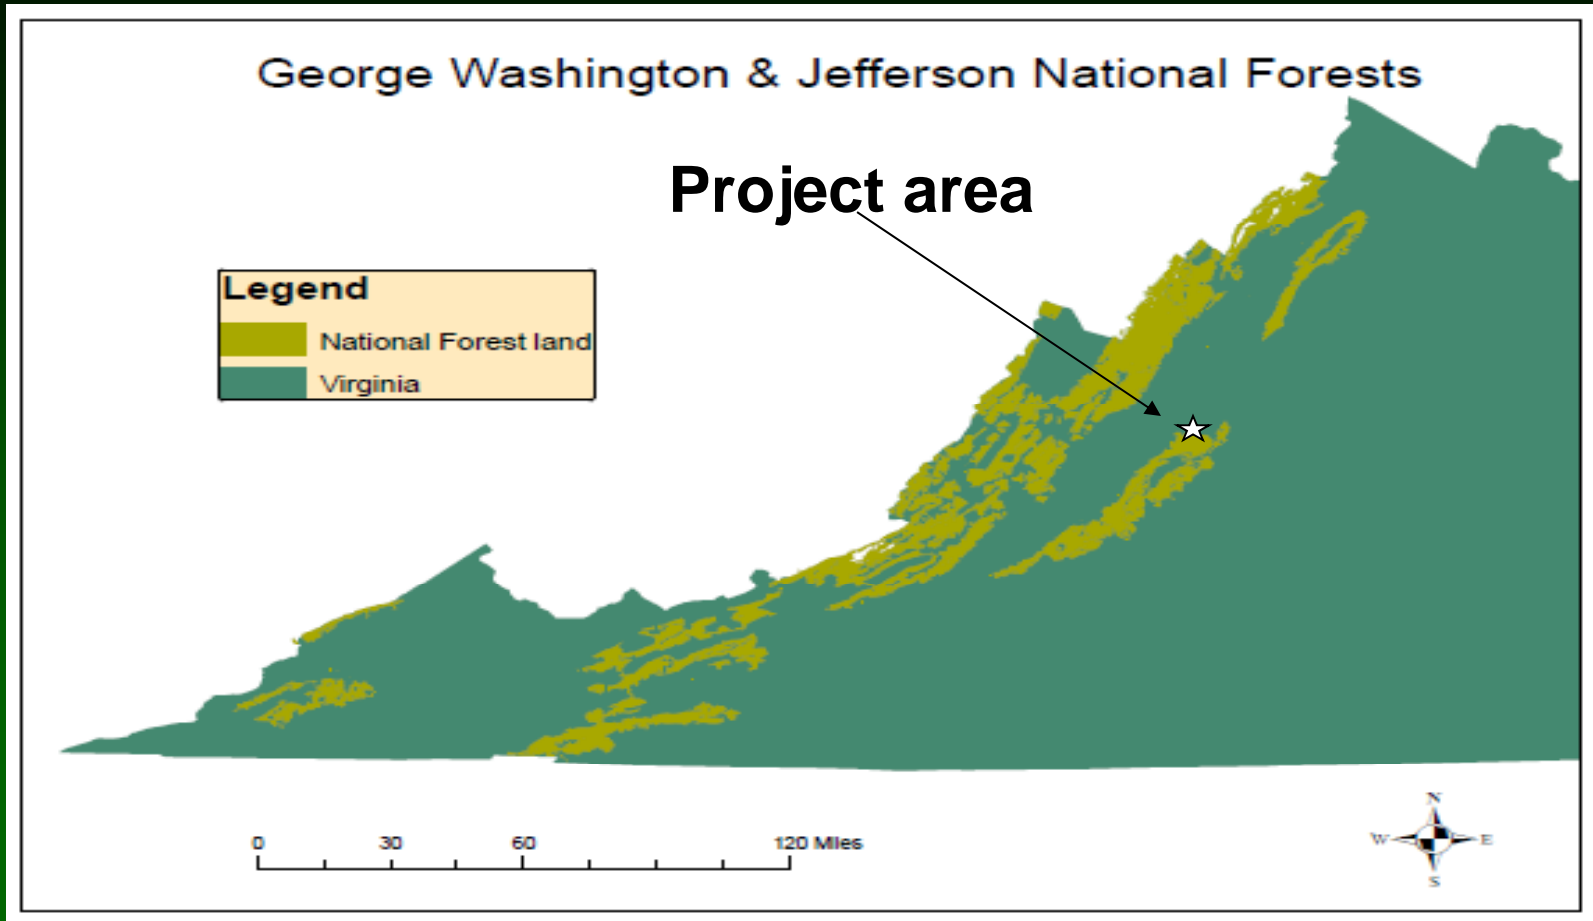 George Washington & Jefferson National Forests
Project area
Legend
National Forest land
Virginia
0 30 60 120 Miles
N
W E
S